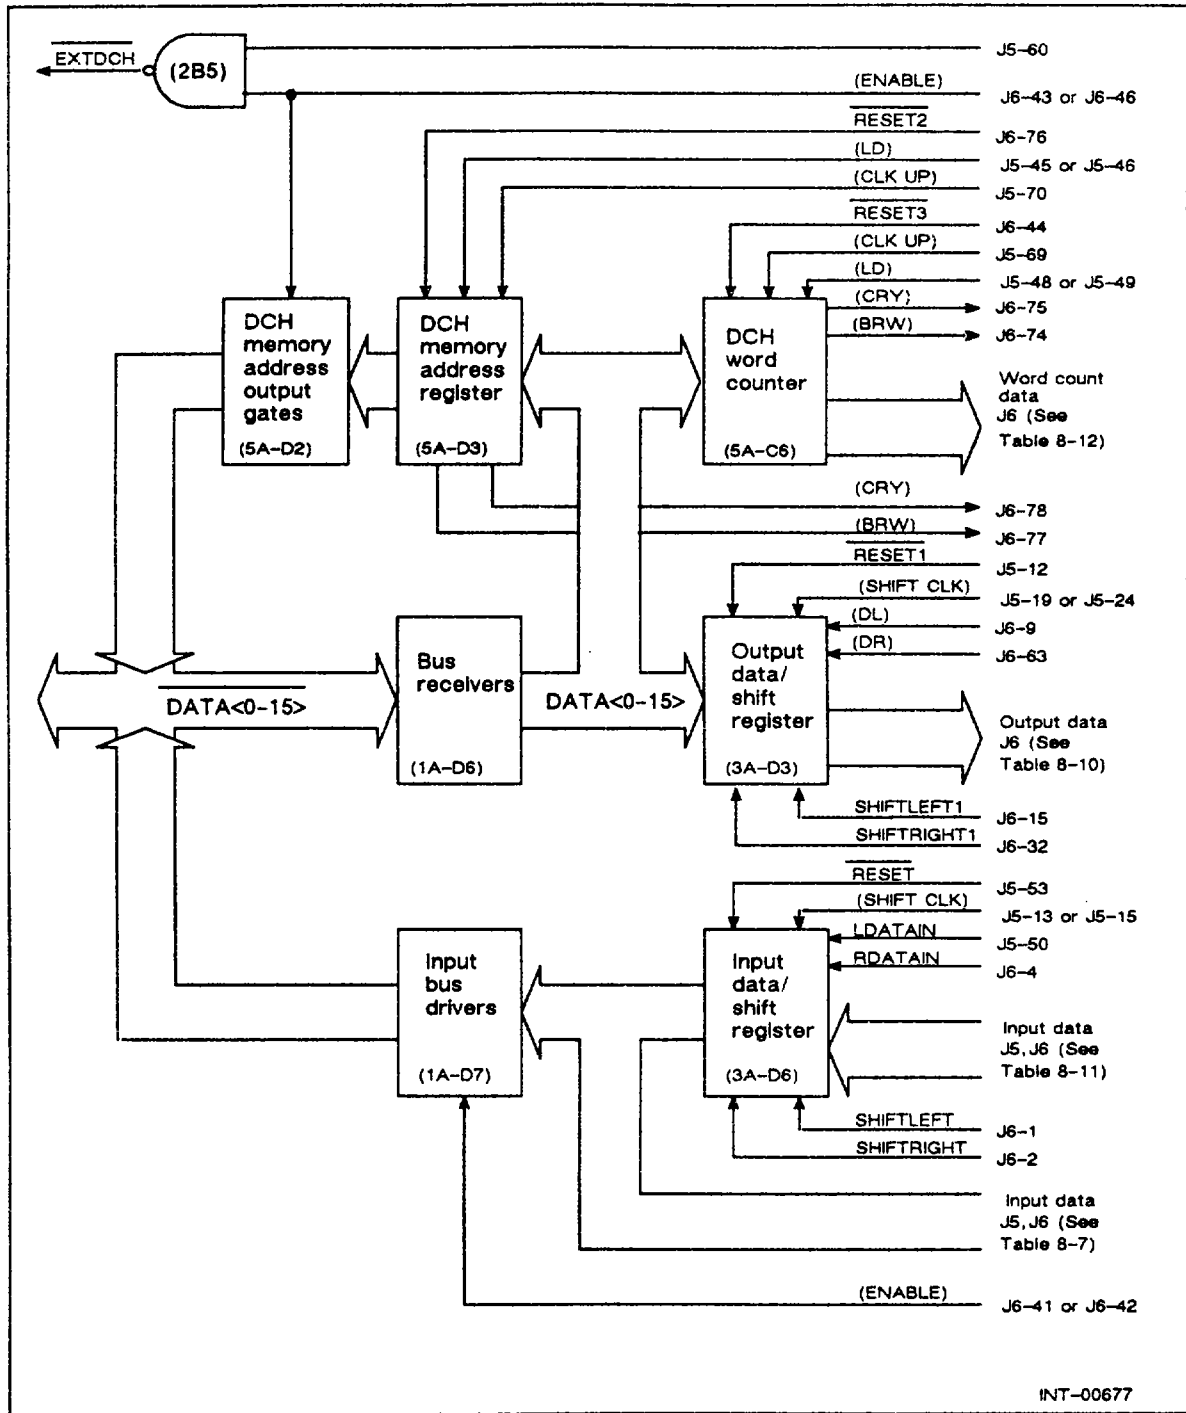 EXTDCH
(2B5)
J5-60
(ENABLE)
J6-43 or J6-46
RESET2
J6-76
(LD)
J5-45 or J5-46
(CLK UP)
J5-70
RESET3
J6-44
(CLK UP)
J5-69
(LD)
J5-48 or J5-49
(CRY)
J6-75
(BRW)
J6-74
DCH
memory
address
output
gates
(5A-D2)
DCH
memory
address
register
(5A-D3)
DCH
word
counter
(5A-C6)
Word count
data
J6 (See
Table 8-12)
(CRY)
J6-78
(BRW)
J6-77
RESET1
J5-12
(SHIFT CLK)
J5-19 or J5-24
(DL)
J6-9
(DR)
J6-63
DATA<0-15>
Bus
receivers
(1A-D6)
DATA<0-15>
Output
data/
shift
register
(3A-D3)
Output data
J6 (See
Table 8-10)
SHIFTLEFT1
J6-15
SHIFTRIGHT1
J6-32
RESET
J5-53
(SHIFT CLK)
J5-13 or J5-15
LDATAIN
J5-50
RDATAIN
J6-4
Input
bus
drivers
(1A-D7)
Input
data/
shift
register
(3A-D6)
Input data
J5, J6 (See
Table 8-11)
SHIFTLEFT
J6-1
SHIFTRIGHT
J6-2
Input data
J5, J6 (See
Table 8-7)
(ENABLE)
J6-41 or J6-42
INT-00677